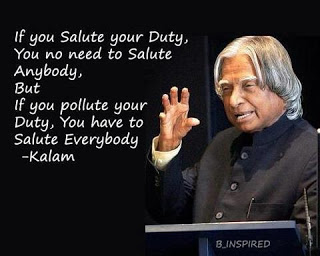 If you Salute your Duty,
You no need to Salute
Anybody,
But
If you pollute your
Duty, You have to
Salute Everybody
-Kalam
B_INSPIRED